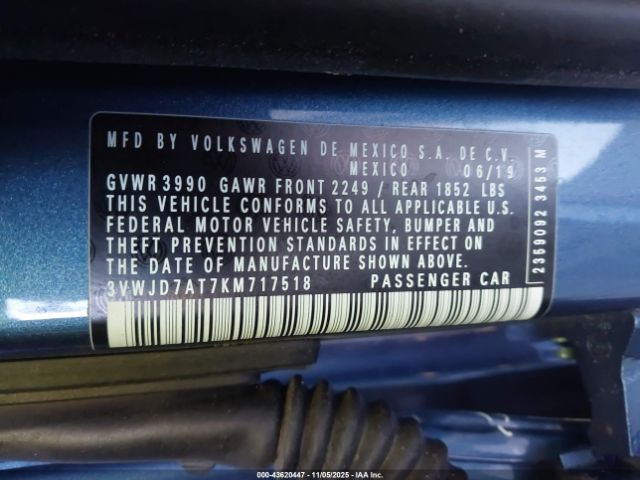 MFD BY VOLKSWAGEN DE MEXICO S.A. DE C.V.
MEXICO 06/19
GVWR 3990 GAWR FRONT 2249 / REAR 1852 LBS
THIS VEHICLE CONFORMS TO ALL APPLICABLE U.S.
FEDERAL MOTOR VEHICLE SAFETY, BUMPER AND
THEFT PREVENTION STANDARDS IN EFFECT ON
THE DATE OF MANUFACTURE SHOWN ABOVE.
3VWJD7AT7KM717518 PASSENGER CAR
2359092 3453 M
000-43620447 - 11/05/2025 - IAA Inc.